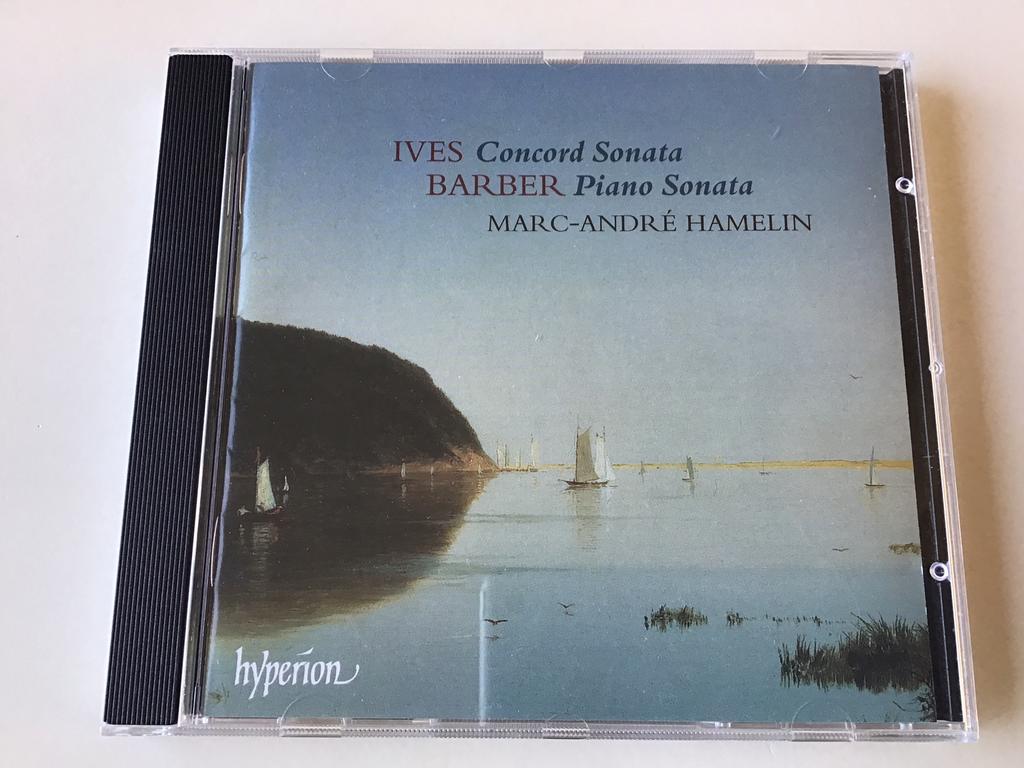 IVES Concord Sonata
BARBER Piano Sonata
MARC-ANDRÉ HAMELIN
hyperion